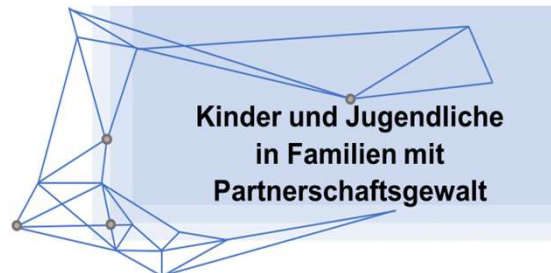 Kinder und Jugendliche
in Familien mit
Partnerschaftsgewalt